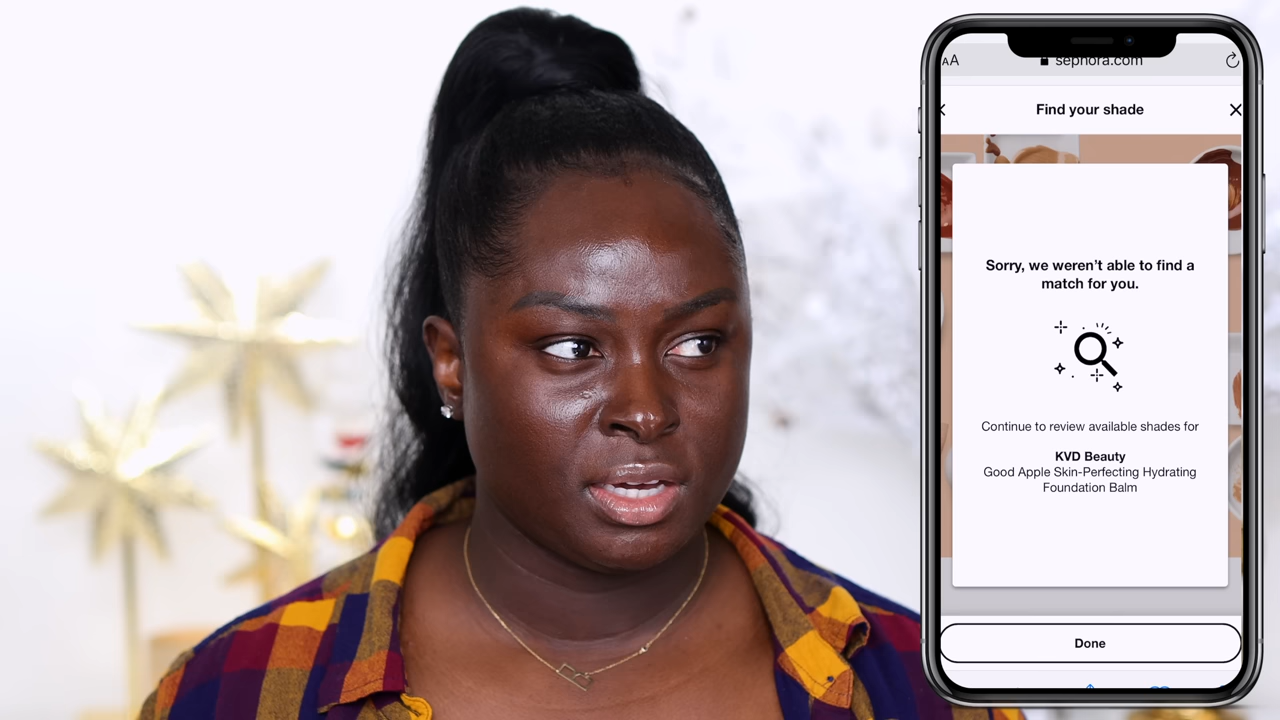 AA sephora.com
Find your shade
Sorry, we weren’t able to find a
match for you.
Continue to review available shades for
KVD Beauty
Good Apple Skin-Perfecting Hydrating
Foundation Balm
Done